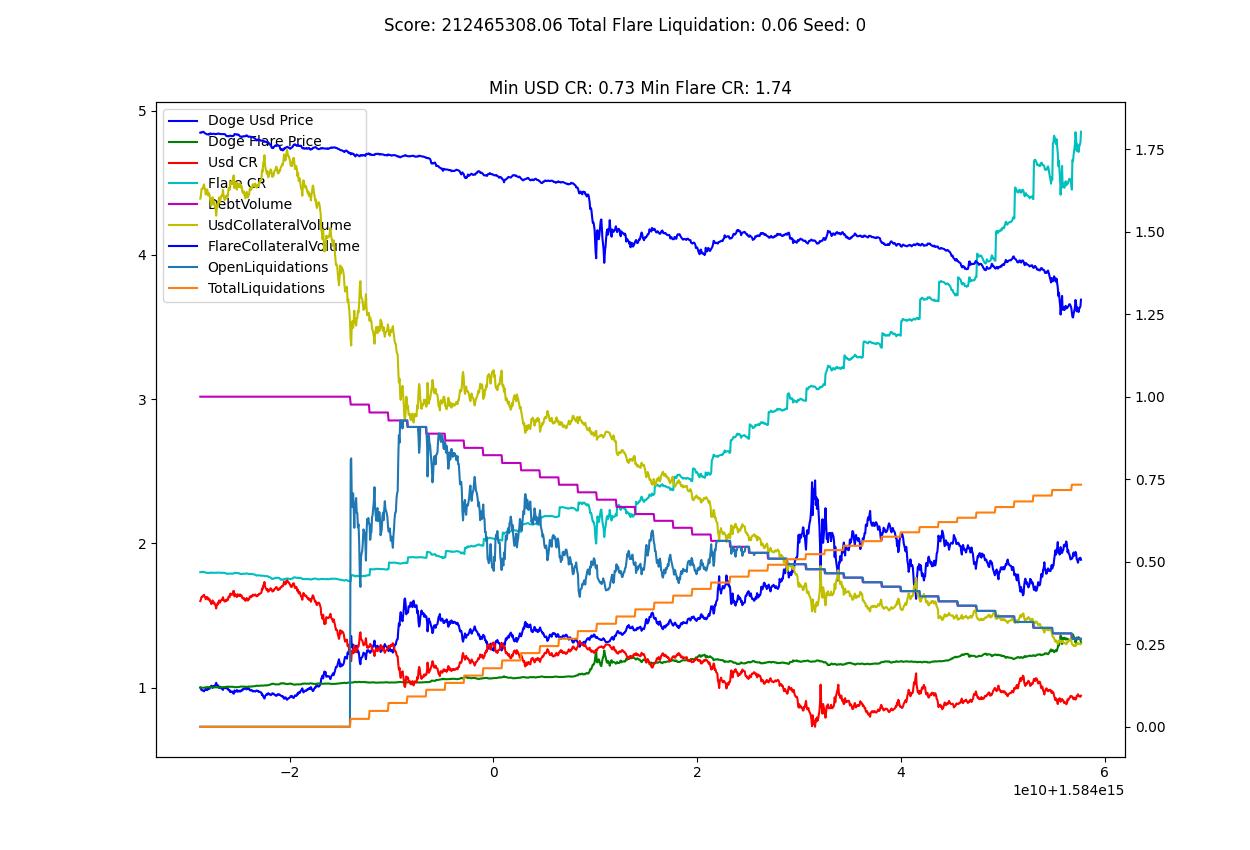 Score: 212465308.06 Total Flare Liquidation: 0.06 Seed: 0
Min USD CR: 0.73 Min Flare CR: 1.74
Doge Usd Price
Doge Flare Price
Usd CR
Flare CR
DebtVolume
UsdCollateralVolume
FlareCollateralVolume
OpenLiquidations
TotalLiquidations
5
4
3
2
1
1.75
1.50
1.25
1.00
0.75
0.50
0.25
0.00
−2
0
2
4
6
1e10+1.584e15